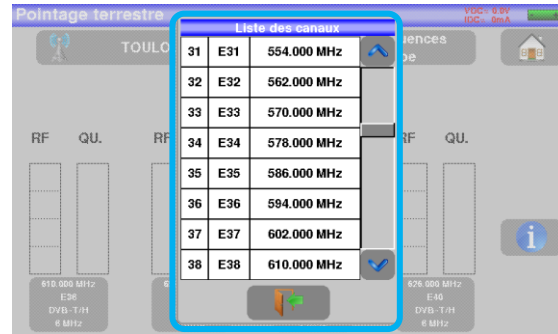 Pointage terrestre
VDC: 0.0V
IDC: 0mA
Liste des canaux
TOULO
uences
pe
31 E31 554.000 MHz
32 E32 562.000 MHz
33 E33 570.000 MHz
34 E34 578.000 MHz
35 E35 586.000 MHz
36 E36 594.000 MHz
37 E37 602.000 MHz
38 E38 610.000 MHz
RF QU. RF RF QU.
610.000 MHz
E38
DVB-T/H
8 MHz
626.000 MHz
E40
DVB-T/H
8 MHz